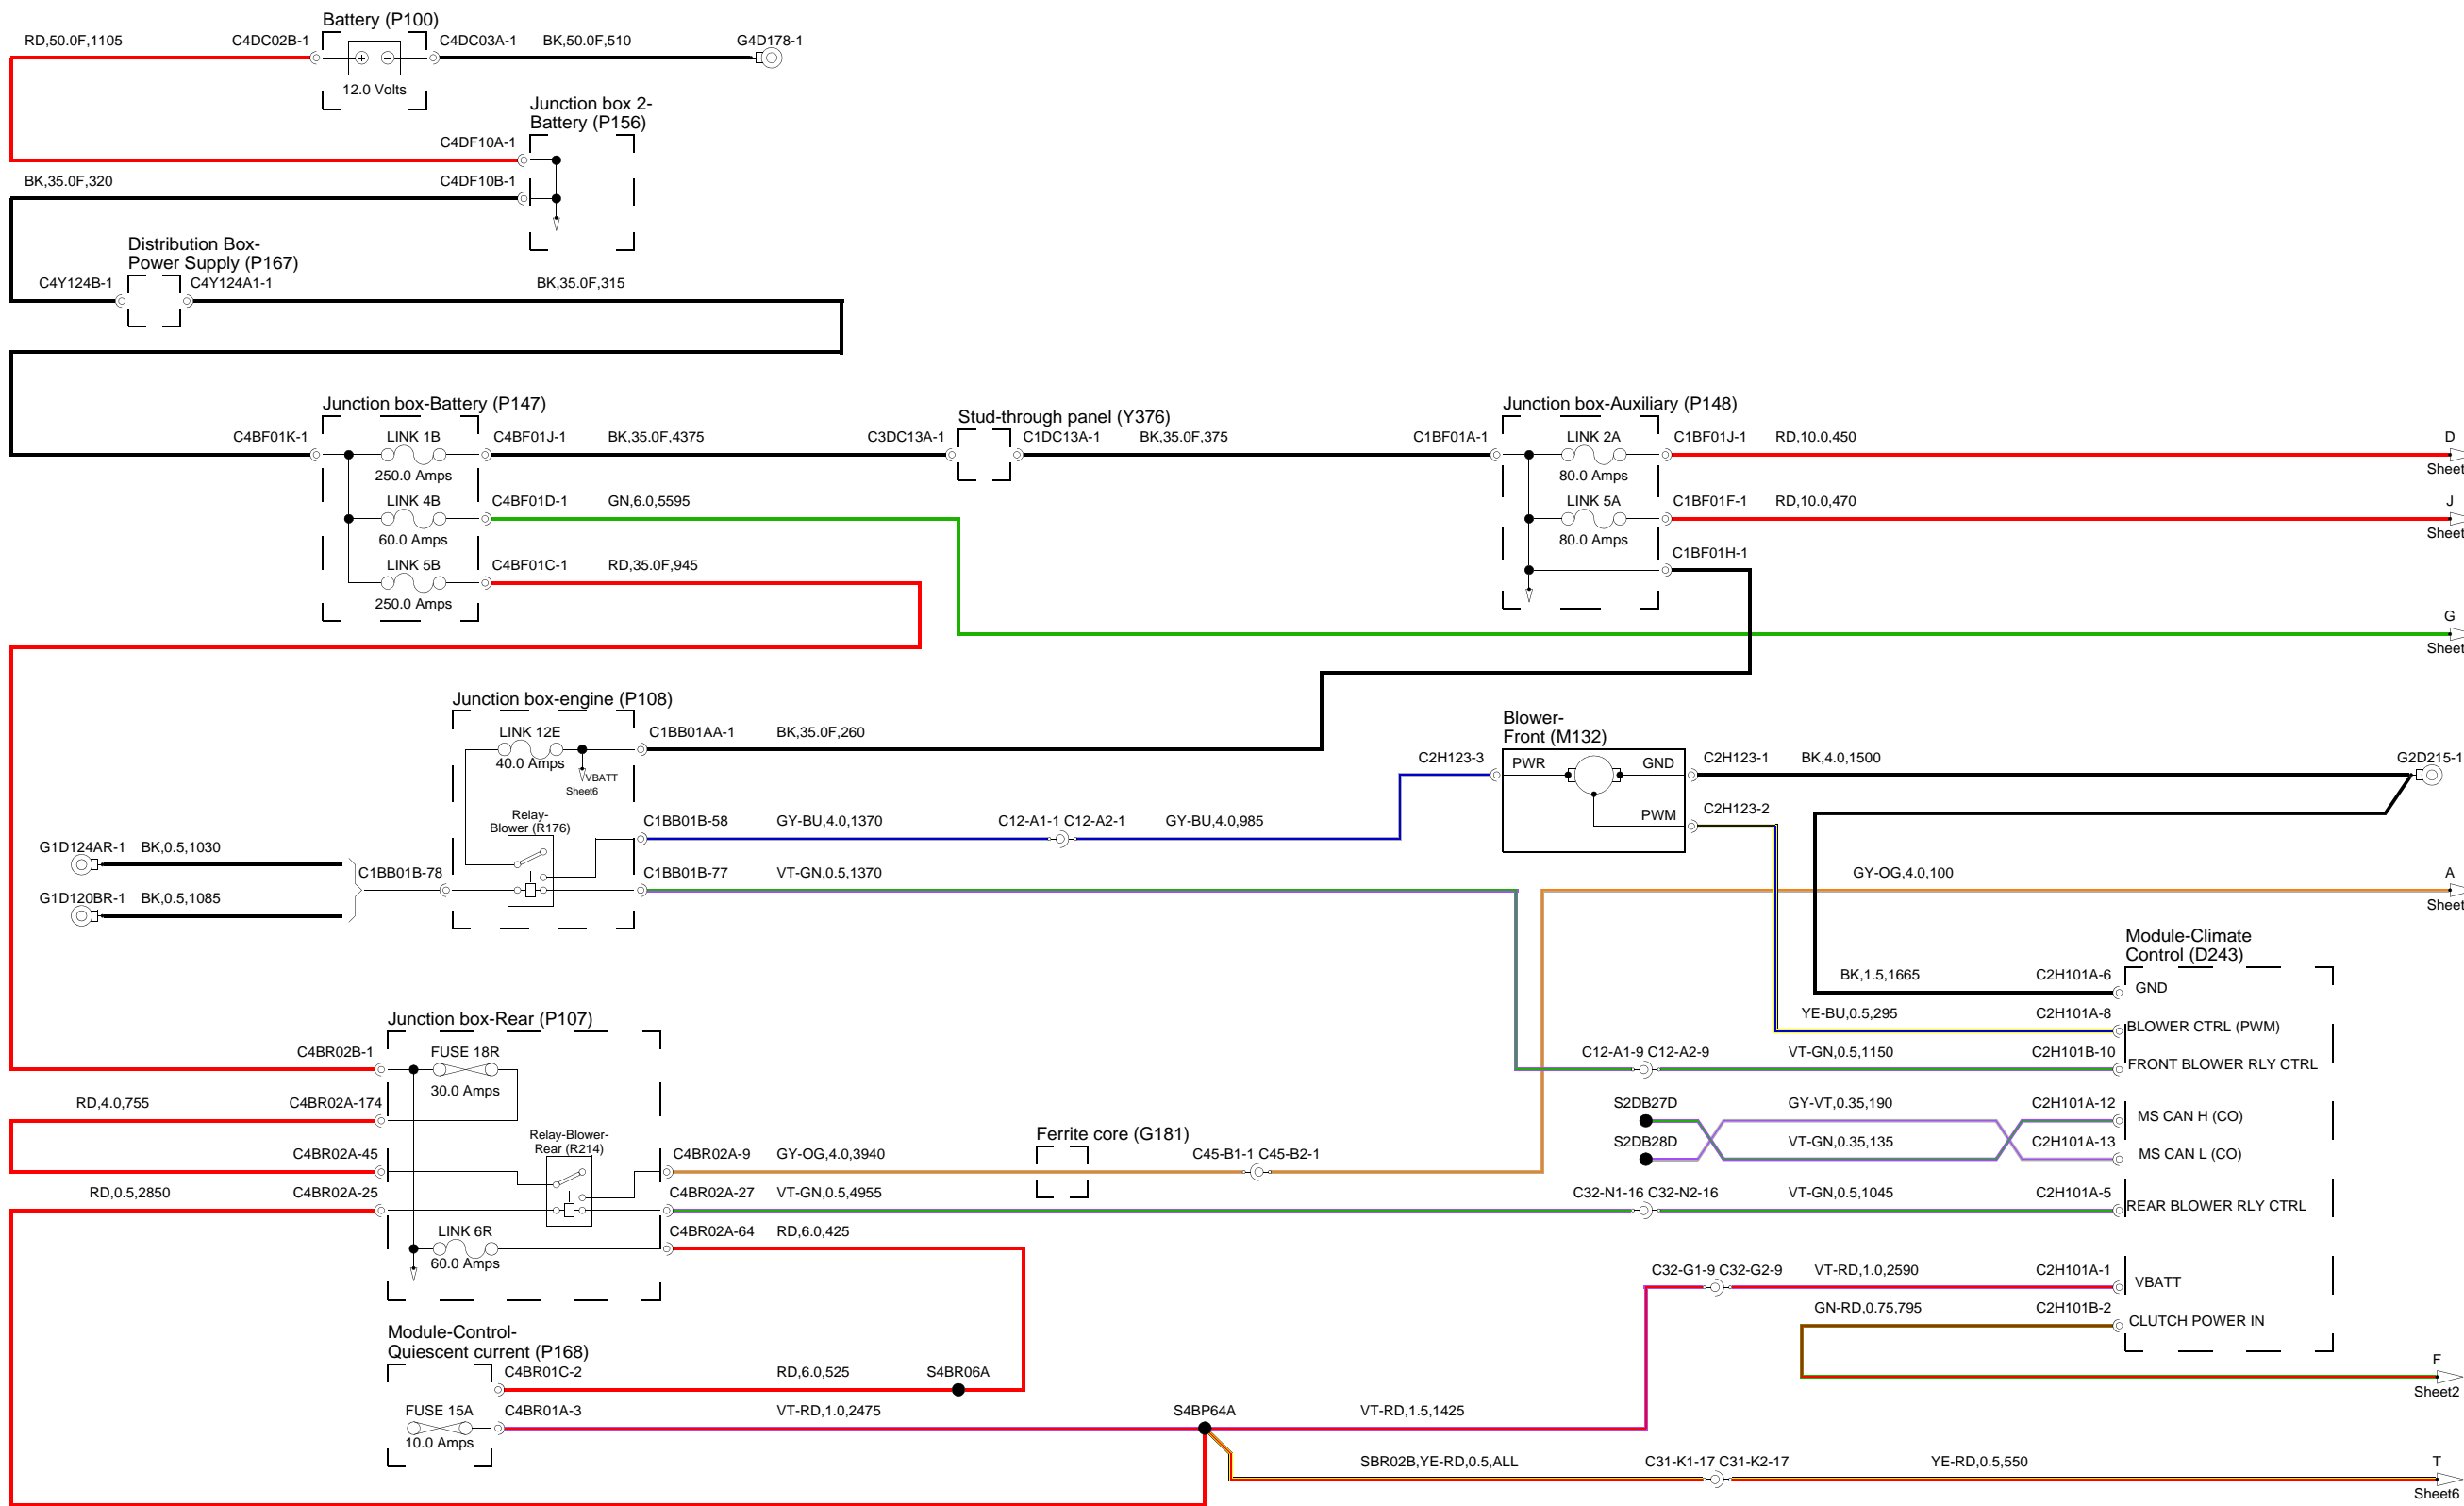 Battery (P100)
RD,50.0F,1105
C4DC02B-1
C4DC03A-1
BK,50.0F,510
G4D178-1
12.0 Volts
Junction box 2-
Battery (P156)
C4DF10A-1
BK,35.0F,320
C4DF10B-1
Distribution Box-
Power Supply (P167)
C4Y124B-1
C4Y124A1-1
BK,35.0F,315
Junction box-Battery (P147)
Stud-through panel (Y376)
Junction box-Auxiliary (P148)
C4BF01K-1
LINK 1B
C4BF01J-1
BK,35.0F,4375
C3DC13A-1
C1DC13A-1
BK,35.0F,375
C1BF01A-1
LINK 2A
C1BF01J-1
RD,10.0,450
D
250.0 Amps
80.0 Amps
Sheet
LINK 4B
C4BF01D-1
GN,6.0,5595
LINK 5A
C1BF01F-1
RD,10.0,470
J
60.0 Amps
80.0 Amps
Sheet
LINK 5B
C4BF01C-1
RD,35.0F,945
C1BF01H-1
250.0 Amps
G
Sheet
Junction box-engine (P108)
LINK 12E
C1BB01AA-1
BK,35.0F,260
40.0 Amps
VBATT
Sheet6
Blower-
Front (M132)
C2H123-3
PWR
GND
C2H123-1
BK,4.0,1500
G2D215-1
Relay-
Blower (R176)
C1BB01B-58
GY-BU,4.0,1370
C12-A1-1 C12-A2-1
GY-BU,4.0,985
PWM
C2H123-2
G1D124AR-1
BK,0.5,1030
C1BB01B-78
C1BB01B-77
VT-GN,0.5,1370
GY-OG,4.0,100
A
Sheet
G1D120BR-1
BK,0.5,1085
Module-Climate
Control (D243)
BK,1.5,1665
C2H101A-6
GND
YE-BU,0.5,295
C2H101A-8
BLOWER CTRL (PWM)
Junction box-Rear (P107)
C4BR02B-1
FUSE 18R
30.0 Amps
C12-A1-9 C12-A2-9
VT-GN,0.5,1150
C2H101B-10
FRONT BLOWER RLY CTRL
RD,4.0,755
C4BR02A-174
S2DB27D
GY-VT,0.35,190
C2H101A-12
MS CAN H (CO)
Relay-Blower-
Rear (R214)
Ferrite core (G181)
C4BR02A-45
C4BR02A-9
GY-OG,4.0,3940
C45-B1-1 C45-B2-1
S2DB28D
VT-GN,0.35,135
C2H101A-13
MS CAN L (CO)
RD,0.5,2850
C4BR02A-25
C4BR02A-27
VT-GN,0.5,4955
C32-N1-16 C32-N2-16
VT-GN,0.5,1045
C2H101A-5
REAR BLOWER RLY CTRL
LINK 6R
C4BR02A-64
RD,6.0,425
60.0 Amps
C32-G1-9 C32-G2-9
VT-RD,1.0,2590
C2H101A-1
VBATT
GN-RD,0.75,795
C2H101B-2
CLUTCH POWER IN
Module-Control-
Quiescent current (P168)
C4BR01C-2
RD,6.0,525
S4BR06A
F
Sheet2
FUSE 15A
C4BR01A-3
VT-RD,1.0,2475
S4BP64A
VT-RD,1.5,1425
10.0 Amps
SBR02B,YE-RD,0.5,ALL
C31-K1-17 C31-K2-17
YE-RD,0.5,550
T
Sheet6